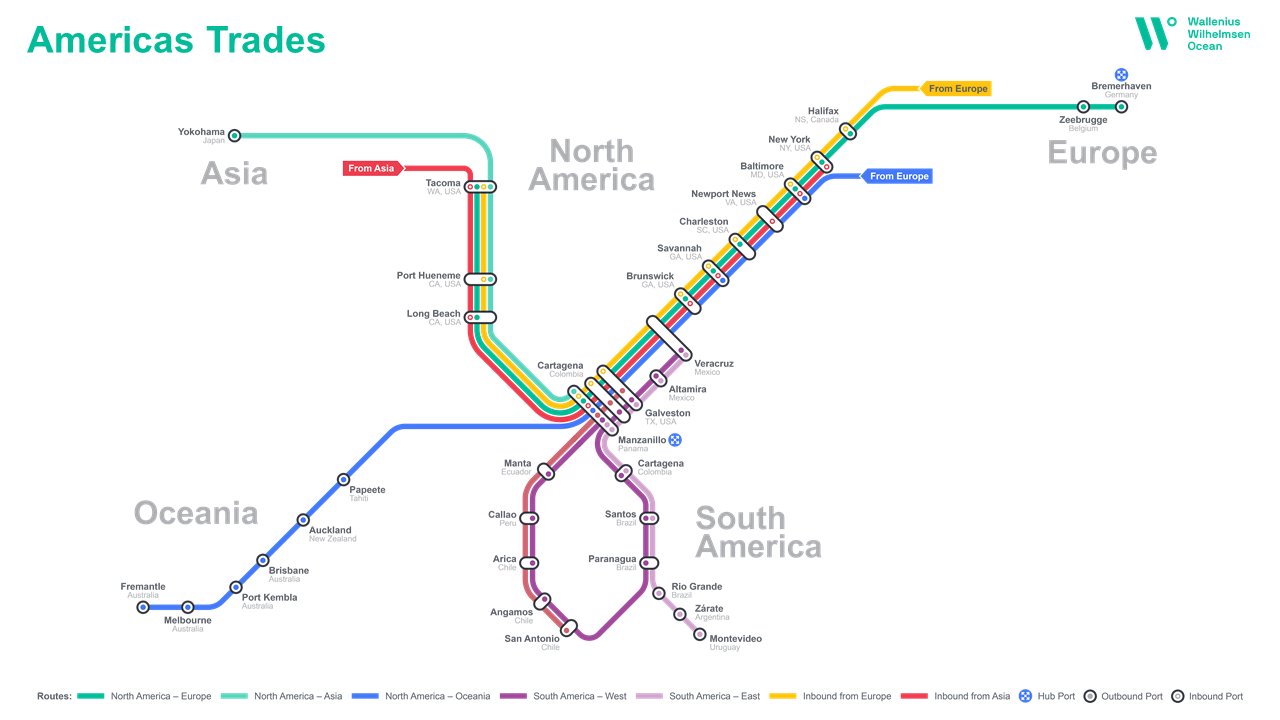 Americas Trades
Wallenius
Wilhelmsen
Ocean
From Europe
Bremerhaven
Germany
Zeebrugge
Belgium
Europe
Halifax
NS, Canada
Yokohama
Japan
Asia
North
America
New York
NY, USA
From Asia
Baltimore
MD, USA
From Europe
Tacoma
WA, USA
Newport News
VA, USA
Charleston
SC, USA
Savannah
GA, USA
Port Hueneme
CA, USA
Brunswick
GA, USA
Long Beach
CA, USA
Cartagena
Colombia
Veracruz
Mexico
Altamira
Mexico
Galveston
TX, USA
Manzanillo
Panama
Manta
Ecuador
Cartagena
Colombia
Papeete
Tahiti
Oceania
Callao
Peru
Santos
Brazil
South
America
Auckland
New Zealand
Arica
Chile
Paranagua
Brazil
Brisbane
Australia
Fremantle
Australia
Port Kembla
Australia
Rio Grande
Brazil
Melbourne
Australia
Angamos
Chile
Zárate
Argentina
San Antonio
Chile
Montevideo
Uruguay
Routes: North America – Europe North America – Asia North America – Oceania South America – West South America – East Inbound from Europe Inbound from Asia Hub Port Outbound Port Inbound Port